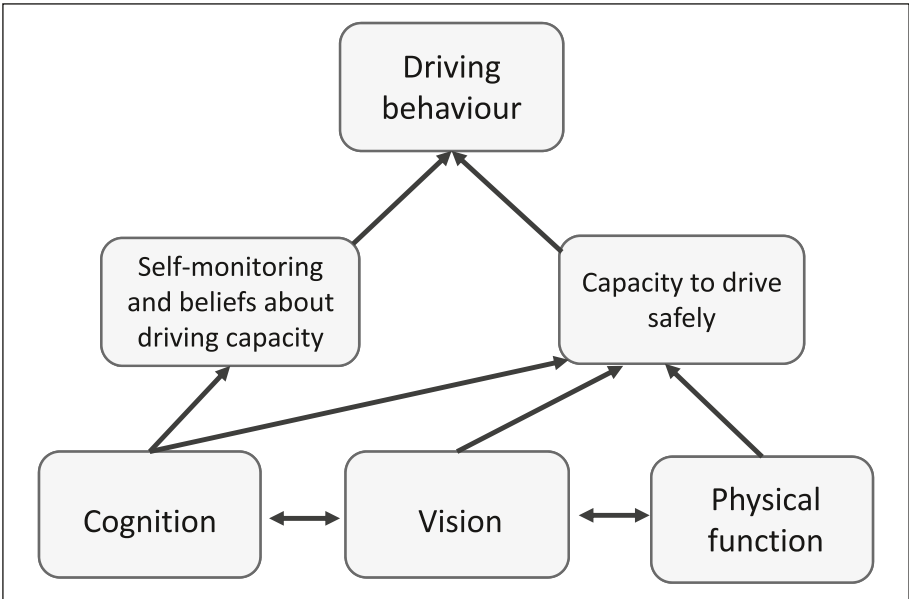 Driving
behaviour
Self-monitoring
and beliefs about
driving capacity
Capacity to drive
safely
Cognition
Vision
Physical
function